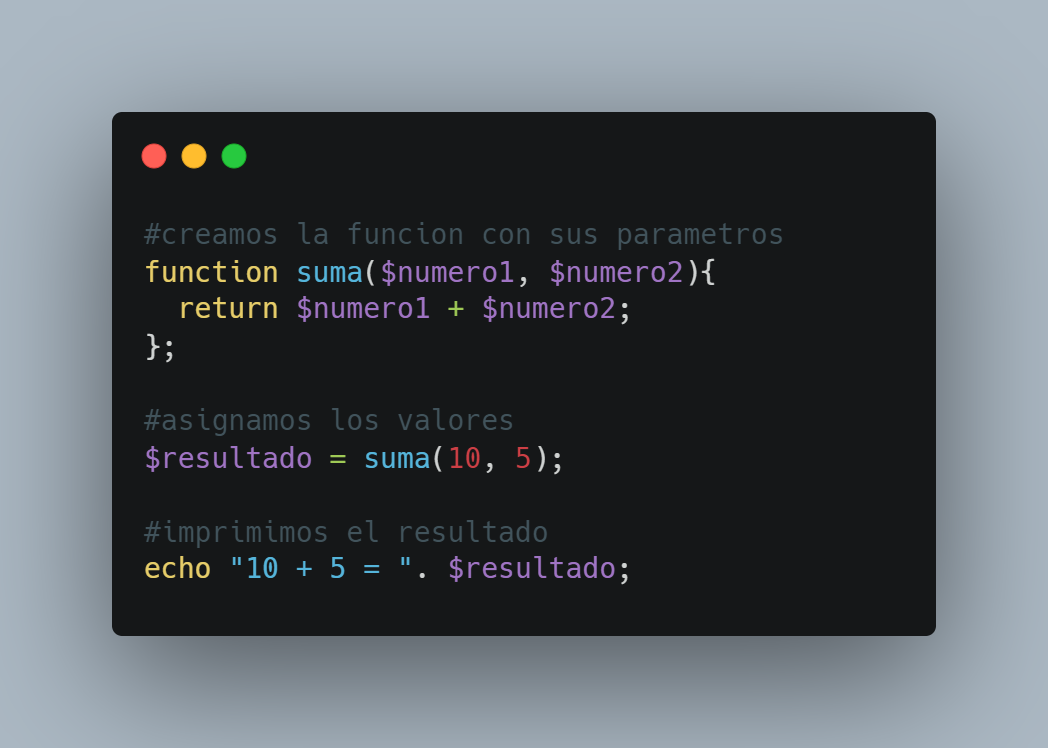 #creamos la funcion con sus parametros
function suma($numero1, $numero2){
  return $numero1 + $numero2;
};

#asignamos los valores
$resultado = suma(10, 5);

#imprimimos el resultado
echo "10 + 5 = ". $resultado;